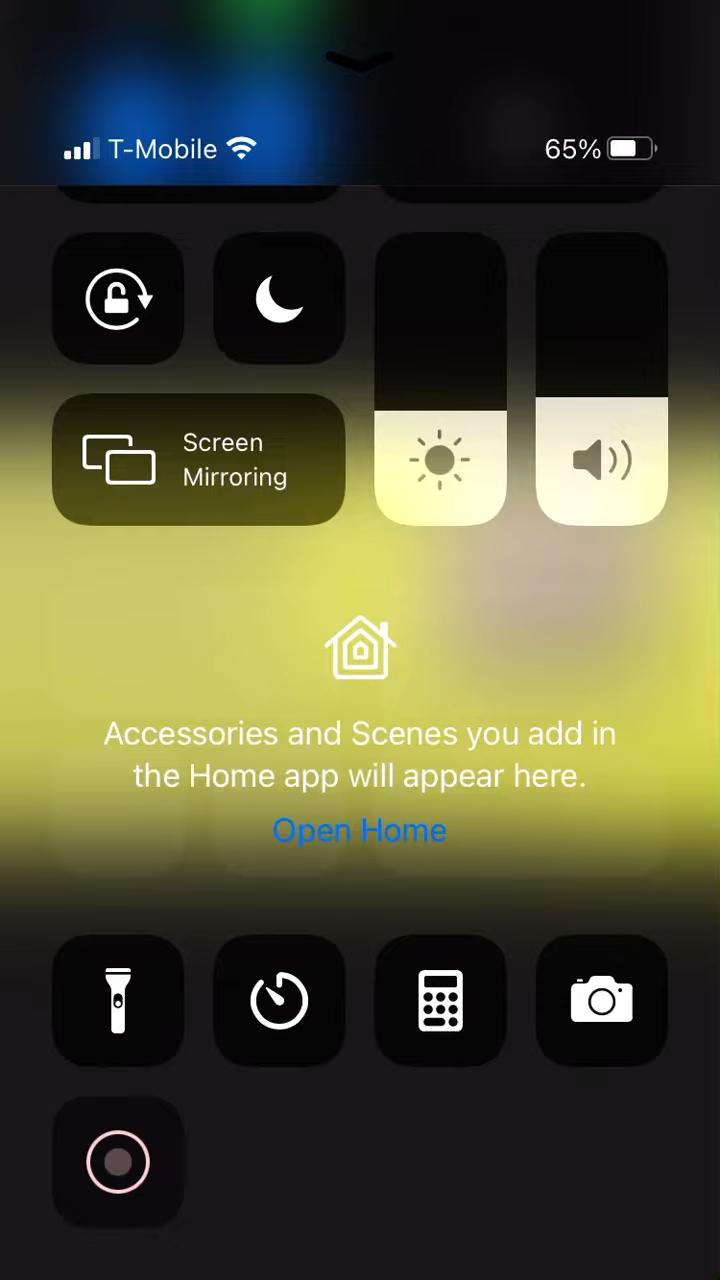 T-Mobile 65%
Screen
Mirroring
Accessories and Scenes you add in
the Home app will appear here.
Open Home